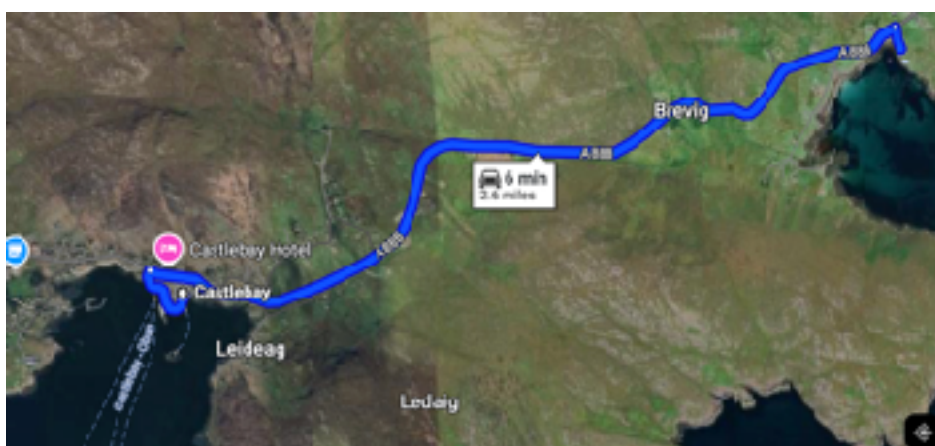 A888
Brevig
A888
6 min
2.6 miles
A888
Castlebay Hotel
Castlebay
Leideag
Ledaig